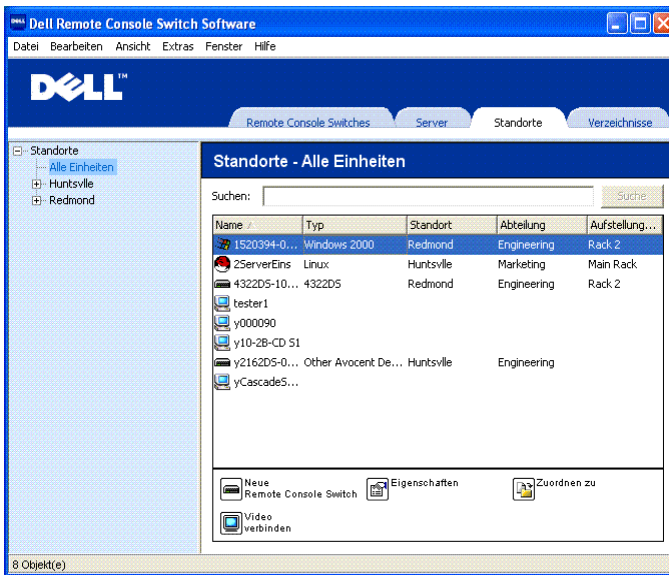 Dell Remote Console Switch Software
Datei Bearbeiten Ansicht Extras Fenster Hilfe
DELL™
Remote Console Switches Server Standorte Verzeichnisse
Standorte
Alle Einheiten
Huntsvlle
Redmond
Standorte - Alle Einheiten
Suchen: Suche
Name Typ Standort Abteilung Aufstellung...
1520394-0... Windows 2000 Redmond Engineering Rack 2
2ServerEins Linux Huntsvlle Marketing Main Rack
4322DS-10... 4322DS Redmond Engineering Rack 2
tester1
y000090
y10-2B-CD S1
y2162DS-0... Other Avocent De... Huntsvlle Engineering
yCascadeS...
Neue
Remote Console Switch
Eigenschaften
Zuordnen zu
Video
verbinden
8 Objekt(e)